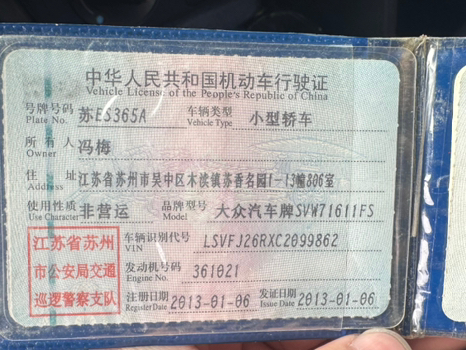 中华人民共和国机动车行驶证
Vehicle License of the People's Republic of China
号牌号码 Plate No. 苏ES365A 车辆类型 Vehicle Type 小型轿车
所有人 Owner 冯梅
住址 Address 江苏省苏州市吴中区木渎镇苏香名园1-13幢806室
使用性质 Use Character 非营运 品牌型号 Model 大众汽车牌SVW71611FS
江苏省苏州市公安局交通巡逻警察支队
车辆识别代号 VIN LSVFJ26RXC2099862
发动机号码 Engine No. 361021
注册日期 Register Date 2013-01-06 发证日期 Issue Date 2013-01-06